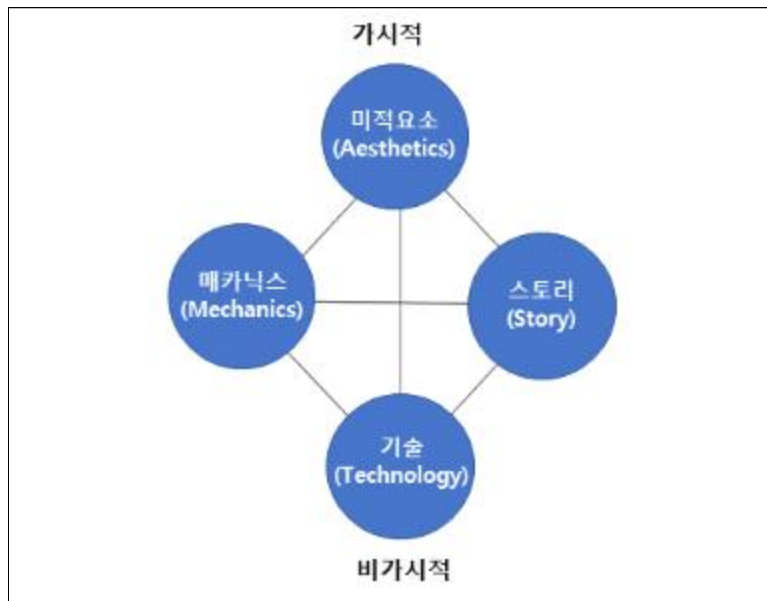 가시적
미적요소
(Aesthetics)
매카닉스
(Mechanics)
스토리
(Story)
기술
(Technology)
비가시적